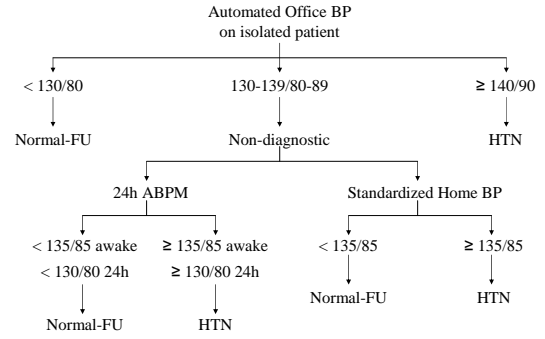 Automated Office BP
on isolated patient
< 130/80
130-139/80-89
≥ 140/90
Normal-FU
Non-diagnostic
HTN
24h ABPM
Standardized Home BP
< 135/85 awake
≥ 135/85 awake
< 135/85
≥ 135/85
< 130/80 24h
≥ 130/80 24h
Normal-FU
HTN
Normal-FU
HTN